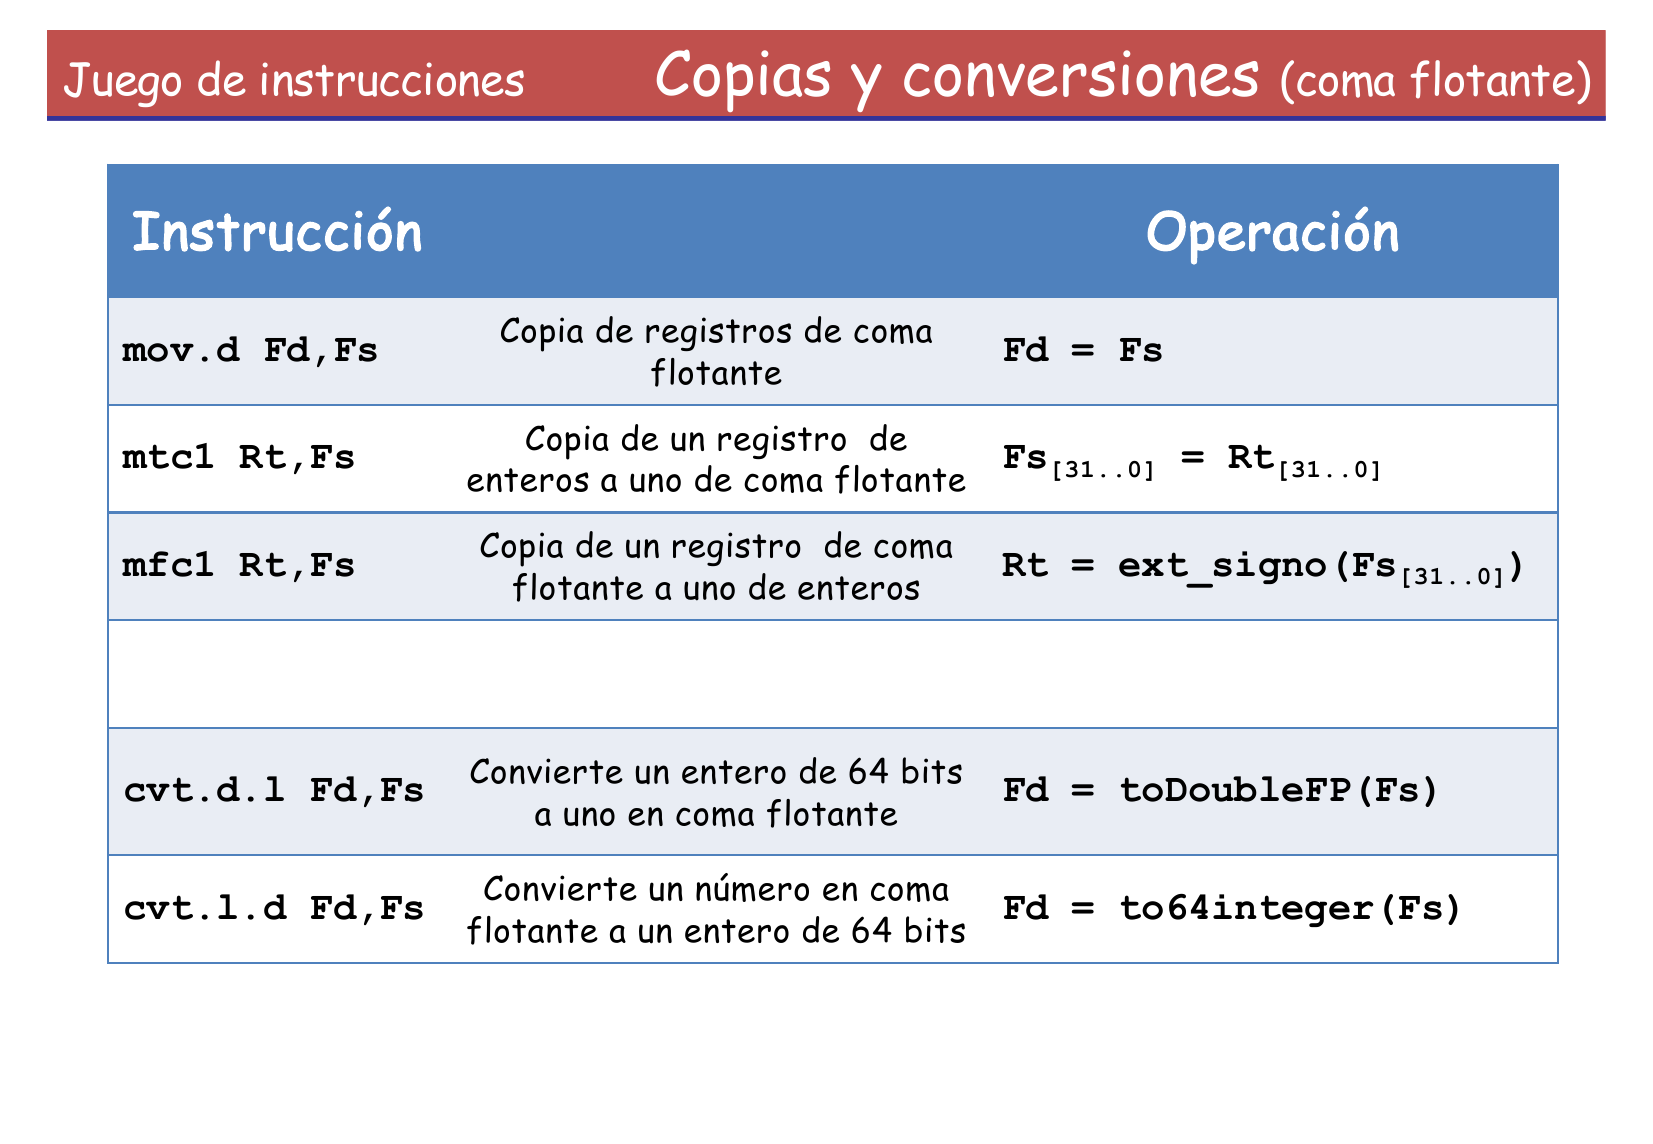 Juego de instrucciones Copias y conversiones (coma flotante)
Instrucción Operación
mov.d Fd,Fs
Copia de registros de coma
flotante
Fd = Fs
mtc1 Rt,Fs
Copia de un registro de
enteros a uno de coma flotante
Fs[31..0] = Rt[31..0]
mfc1 Rt,Fs
Copia de un registro de coma
flotante a uno de enteros
Rt = ext_signo(Fs[31..0])
cvt.d.l Fd,Fs
Convierte un entero de 64 bits
a uno en coma flotante
Fd = toDoubleFP(Fs)
cvt.l.d Fd,Fs
Convierte un número en coma
flotante a un entero de 64 bits
Fd = to64integer(Fs)